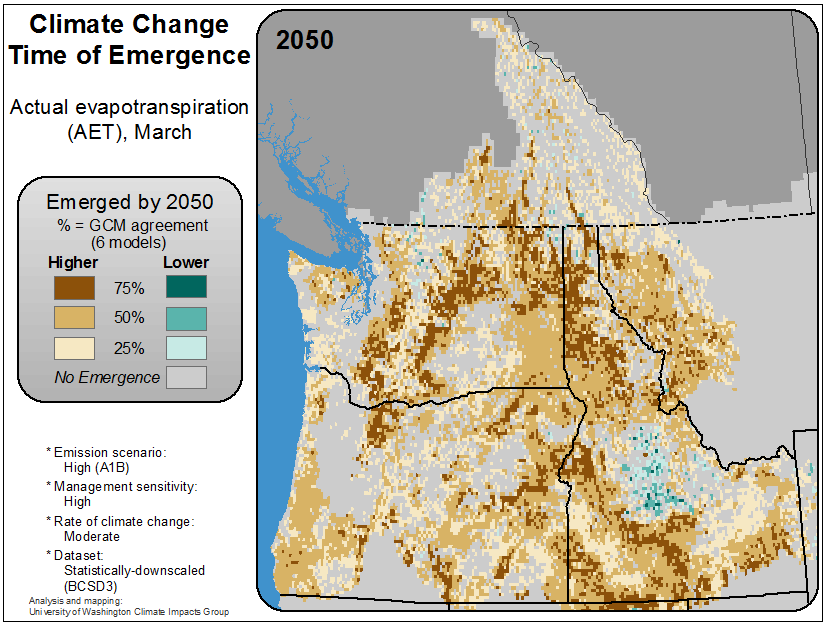 Climate Change
Time of Emergence
Actual evapotranspiration
(AET), March
Emerged by 2050
% = GCM agreement
(6 models)
Higher Lower
75%
50%
25%
No Emergence
* Emission scenario:
High (A1B)
* Management sensitivity:
High
* Rate of climate change:
Moderate
* Dataset:
Statistically-downscaled
(BCSD3)
Analysis and mapping:
University of Washington Climate Impacts Group
2050